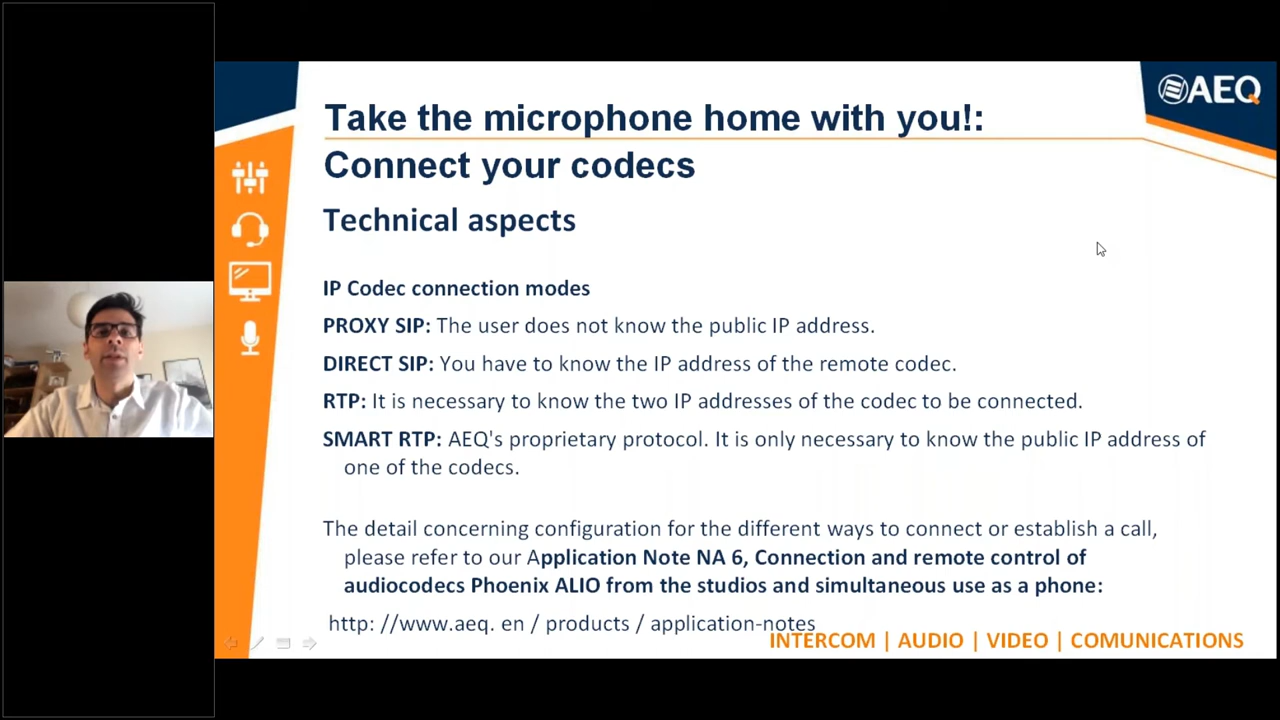 AEQ
Take the microphone home with you!:
Connect your codecs
Technical aspects
IP Codec connection modes
PROXY SIP: The user does not know the public IP address.
DIRECT SIP: You have to know the IP address of the remote codec.
RTP: It is necessary to know the two IP addresses of the codec to be connected.
SMART RTP: AEQ's proprietary protocol. It is only necessary to know the public IP address of
one of the codecs.
The detail concerning configuration for the different ways to connect or establish a call,
please refer to our Application Note NA 6, Connection and remote control of
audiocodecs Phoenix ALIO from the studios and simultaneous use as a phone:
http: //www.aeq. en / products / application-notes
INTERCOM | AUDIO | VIDEO | COMUNICATIONS